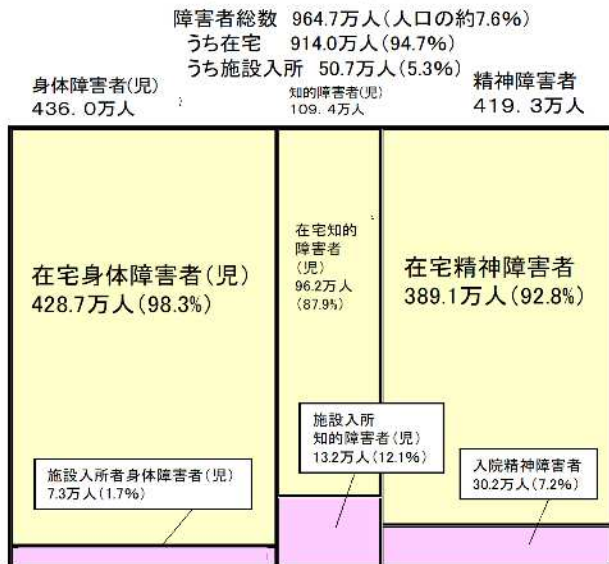 障害者総数 964.7万人(人口の約7.6%)
うち在宅 914.0万人(94.7%)
うち施設入所 50.7万人(5.3%)
身体障害者(児)
436.0万人
知的障害者(児)
109.4万人
精神障害者
419.3万人
在宅身体障害者(児)
428.7万人(98.3%)
在宅知的
障害者
(児)
96.2万人
(87.9%)
在宅精神障害者
389.1万人(92.8%)
施設入所者身体障害者(児)
7.3万人(1.7%)
施設入所
知的障害者(児)
13.2万人(12.1%)
入院精神障害者
30.2万人(7.2%)